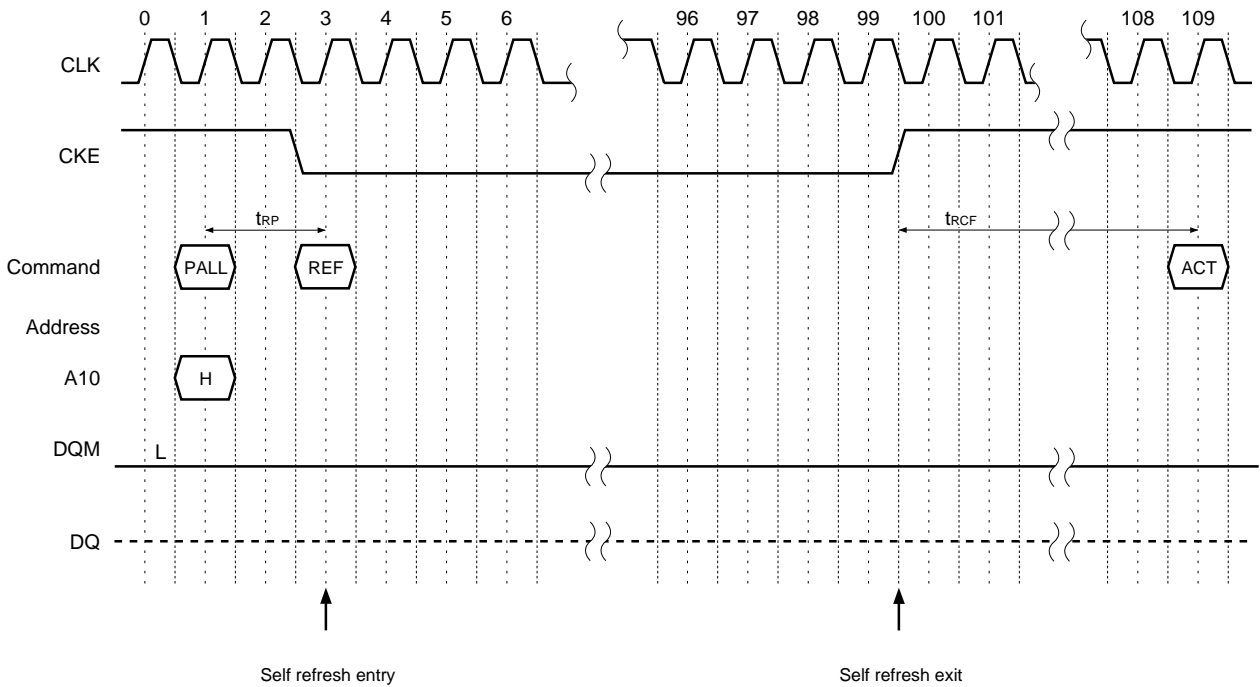 0 1 2 3 4 5 6 96 97 98 99 100 101 108 109
CLK
CKE
tRP tRCF
Command PALL REF ACT
Address
A10 H
DQM L
DQ
Self refresh entry Self refresh exit